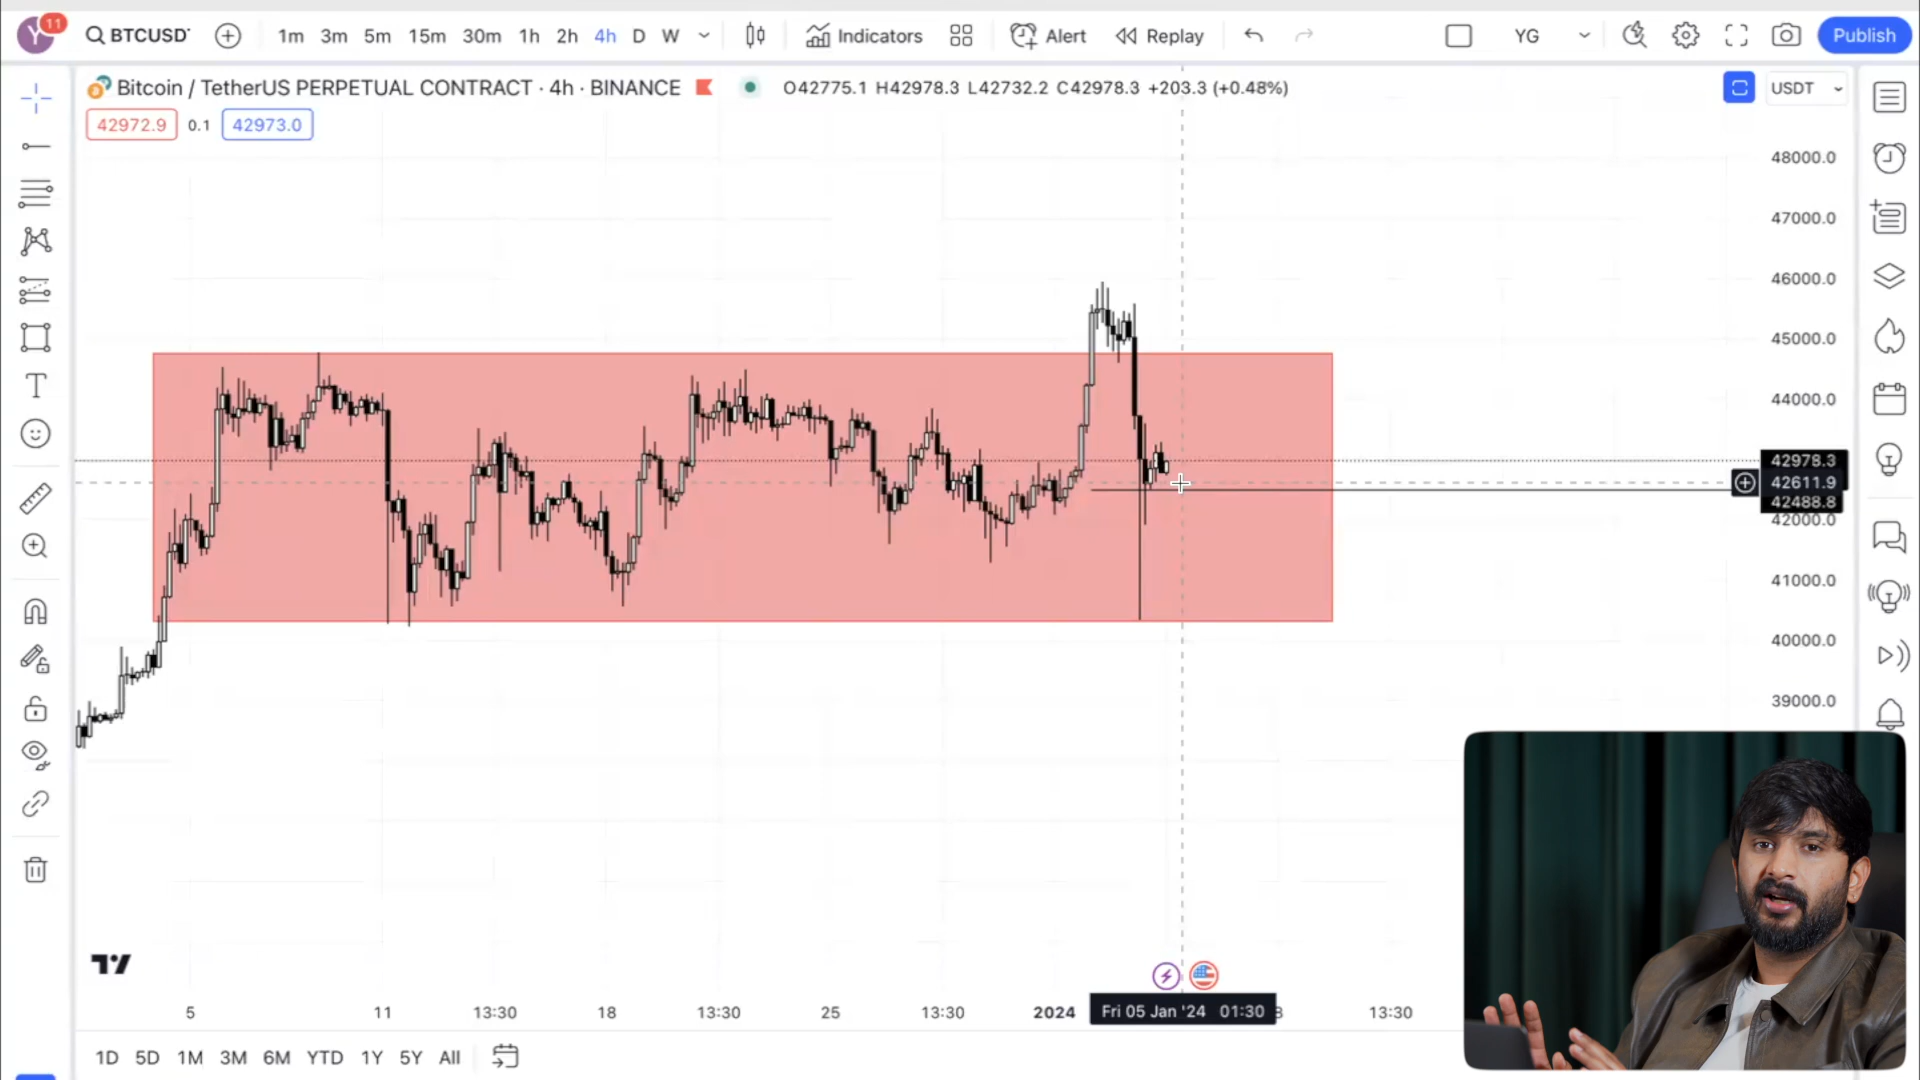 Y 11 BTCUSDT 1m 3m 5m 15m 30m 1h 2h 4h D W Indicators Alert Replay YG Publish
Bitcoin / TetherUS PERPETUAL CONTRACT · 4h · BINANCE O42775.1 H42978.3 L42732.2 C42978.3 +203.3 (+0.48%) USDT
42972.9 0.1 42973.0
48000.0
47000.0
46000.0
45000.0
44000.0
42978.3
42611.9
42488.8
42000.0
41000.0
40000.0
39000.0
5 11 13:30 18 13:30 25 13:30 2024 Fri 05 Jan '24 01:30 8 13:30
1D 5D 1M 3M 6M YTD 1Y 5Y All